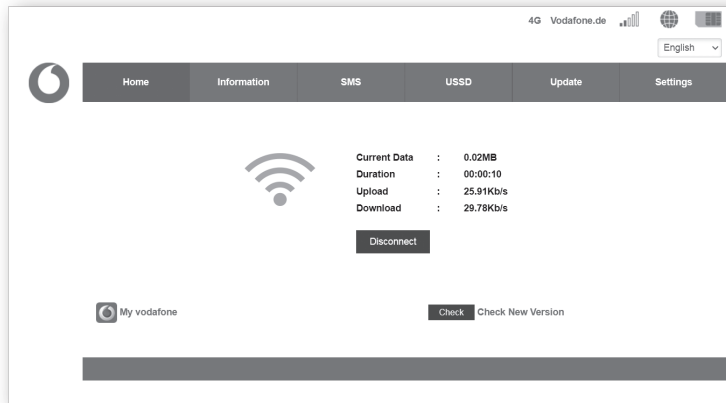 4G Vodafone.de
English
Home Information SMS USSD Update Settings
Current Data : 0.02MB
Duration : 00:00:10
Upload : 25.91Kb/s
Download : 29.78Kb/s
Disconnect
My vodafone
Check Check New Version